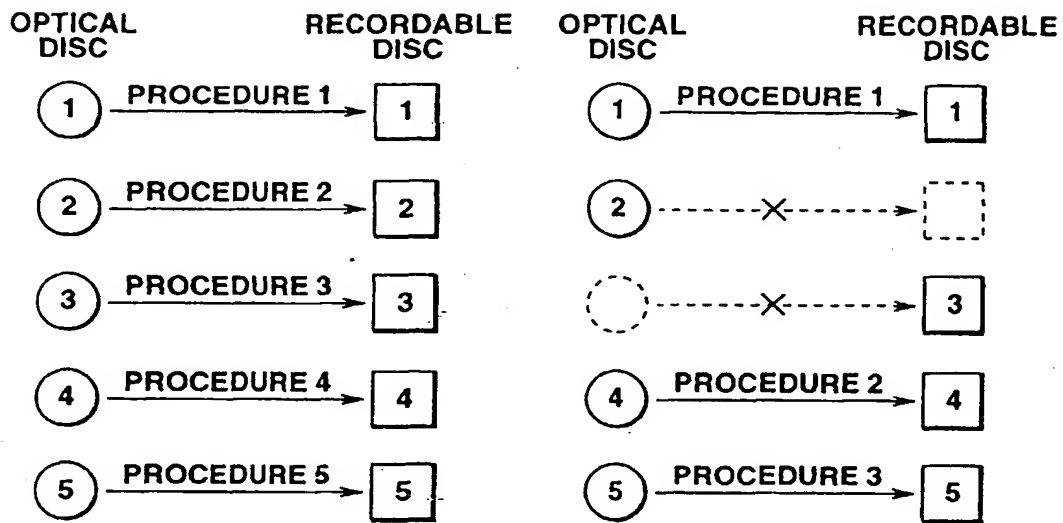 OPTICAL DISC RECORDABLE DISC
1 PROCEDURE 1 1
2 PROCEDURE 2 2
3 PROCEDURE 3 3
4 PROCEDURE 4 4
5 PROCEDURE 5 5
OPTICAL DISC RECORDABLE DISC
1 PROCEDURE 1 1
2
3
4 PROCEDURE 2 4
5 PROCEDURE 3 5